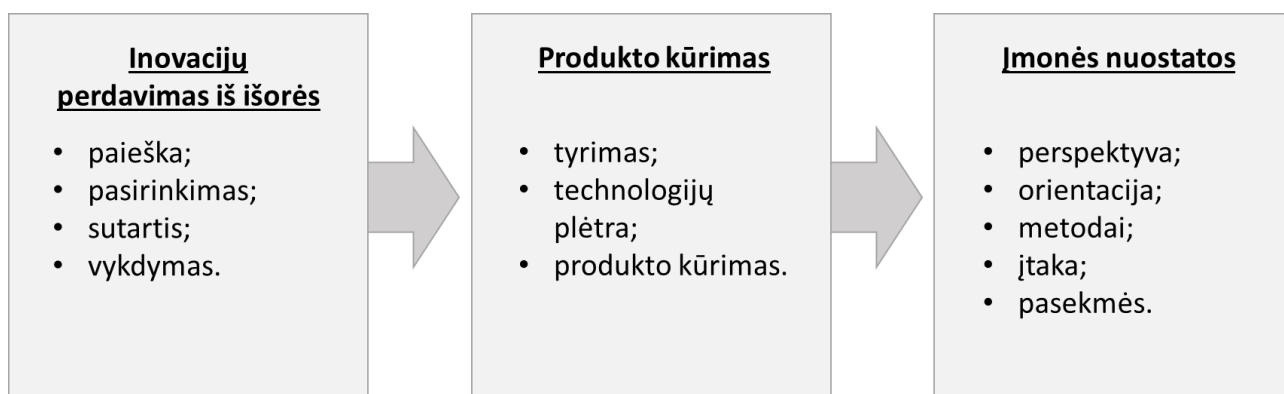 Inovacijų
perdavimas iš išorės
• paieška;
• pasirinkimas;
• sutartis;
• vykdymas.
Produkto kūrimas
• tyrimas;
• technologijų
plėtra;
• produkto kūrimas.
Įmonės nuostatos
• perspektyva;
• orientacija;
• metodai;
• įtaka;
• pasekmės.